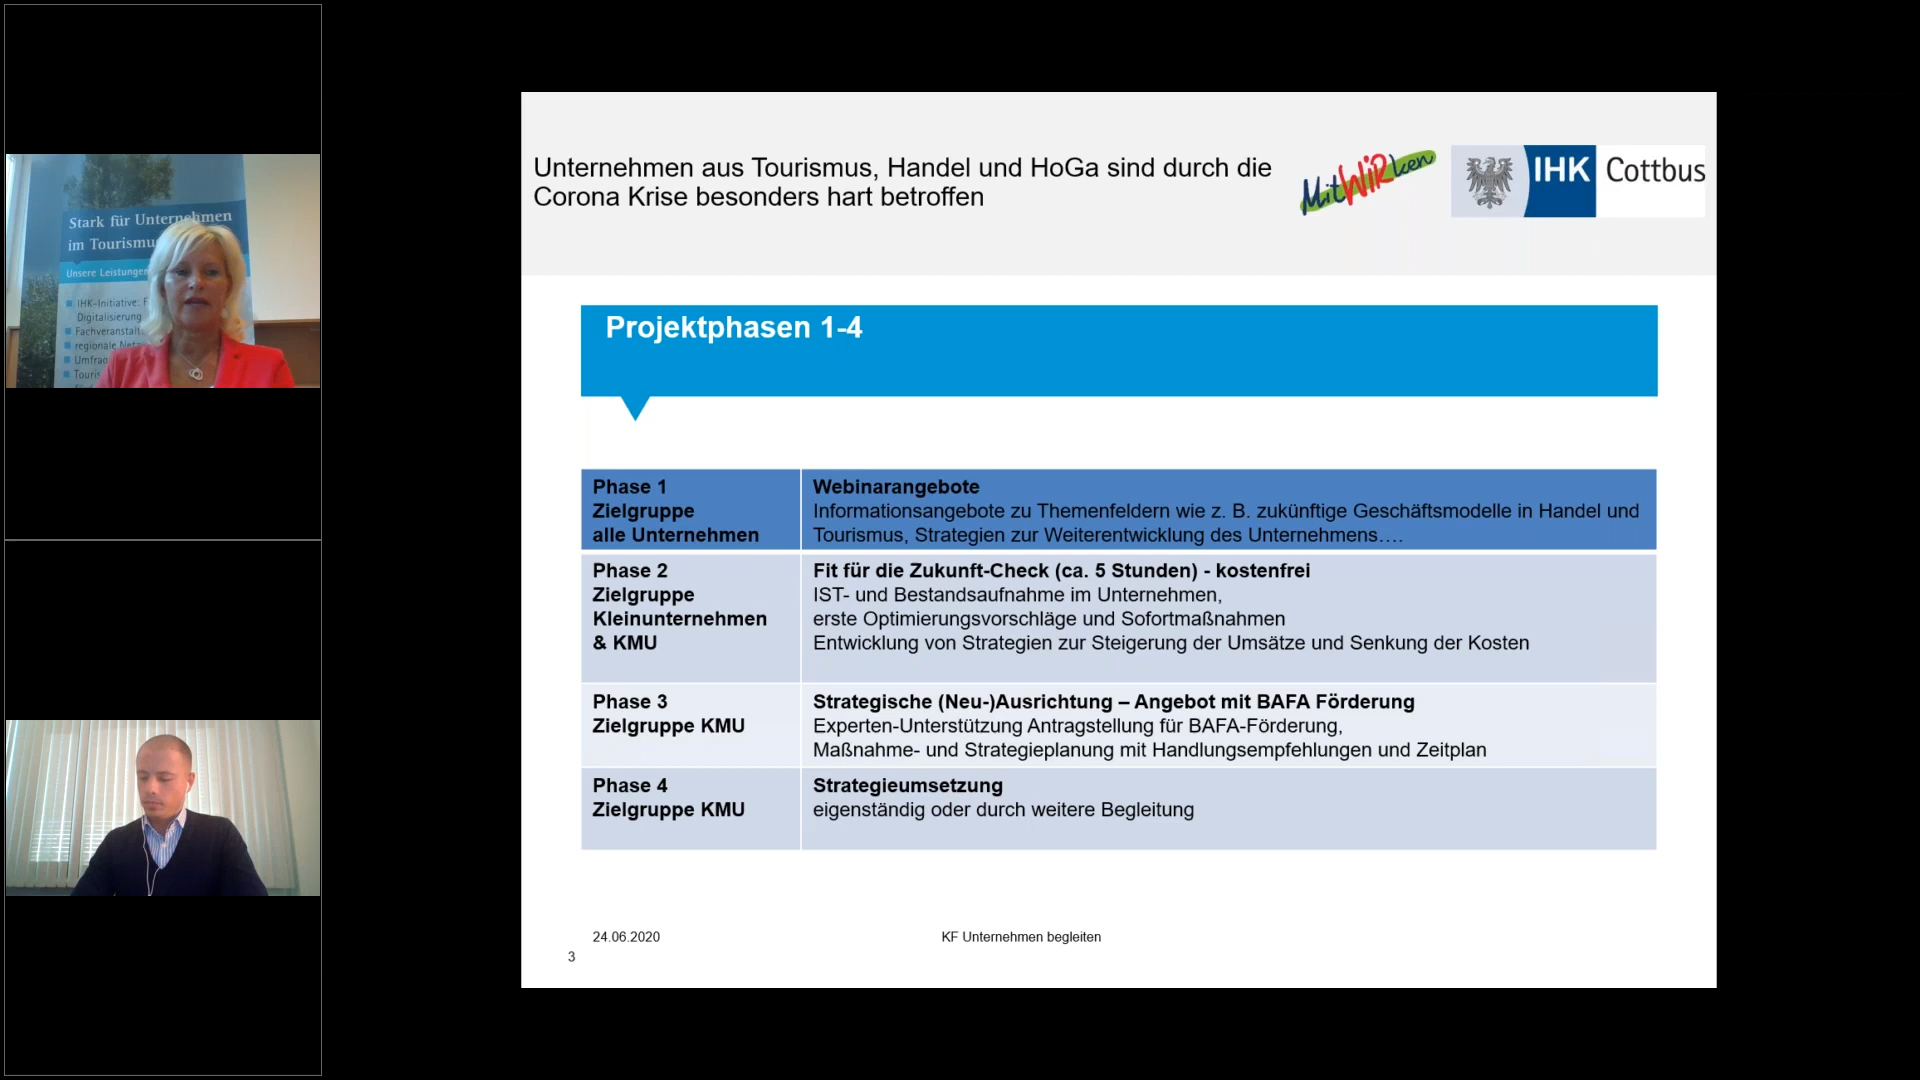 Stark für Unternehmen
im Tourismu
Unsere Leistungen
IHK-Initiative: F
Digitalisierung
Fachveranstalt
regionale Netz
Umfrag
Touris
Unternehmen aus Tourismus, Handel und HoGa sind durch die
Corona Krise besonders hart betroffen
MitWiRken
IHK Cottbus
Projektphasen 1-4
Phase 1
Zielgruppe
alle Unternehmen
Webinarangebote
Informationsangebote zu Themenfeldern wie z. B. zukünftige Geschäftsmodelle in Handel und
Tourismus, Strategien zur Weiterentwicklung des Unternehmens….
Phase 2
Zielgruppe
Kleinunternehmen
& KMU
Fit für die Zukunft-Check (ca. 5 Stunden) - kostenfrei
IST- und Bestandsaufnahme im Unternehmen,
erste Optimierungsvorschläge und Sofortmaßnahmen
Entwicklung von Strategien zur Steigerung der Umsätze und Senkung der Kosten
Phase 3
Zielgruppe KMU
Strategische (Neu-)Ausrichtung – Angebot mit BAFA Förderung
Experten-Unterstützung Antragstellung für BAFA-Förderung,
Maßnahme- und Strategieplanung mit Handlungsempfehlungen und Zeitplan
Phase 4
Zielgruppe KMU
Strategieumsetzung
eigenständig oder durch weitere Begleitung
24.06.2020
KF Unternehmen begleiten
3